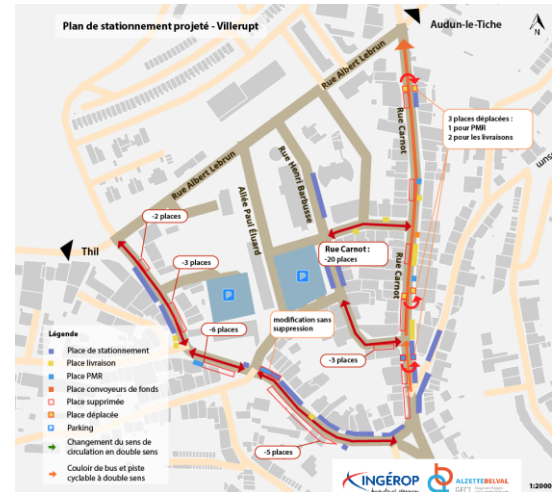 Plan de stationnement projeté - Villerupt
Audun-le-Tiche
N
Rue Albert Lebrun
3 places déplacées :
1 pour PMR
2 pour les livraisons
Rue Carnot
Rue Henri Barbusse
Rue Albert Lebrun
Allée Paul Éluard
-2 places
Thil
-3 places
Rue Carnot :
-20 places
Rue Carnot
P
P
modification sans
suppression
-6 places
-3 places
-5 places
Légende
Place de stationnement
Place livraison
Place PMR
Place convoyeurs de fonds
Place supprimée
Place déplacée
P Parking
Changement du sens de
circulation en double sens
Couloir de bus et piste
cyclable à double sens
INGÉROP
ALZETTEBELVAL
1:2000